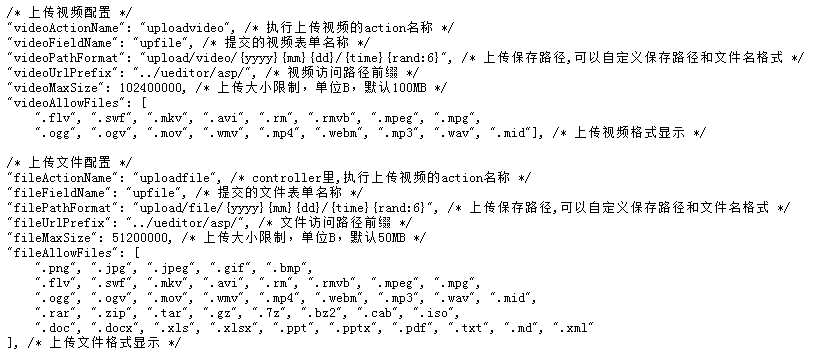 /* 上传视频配置 */
"videoActionName": "uploadvideo", /* 执行上传视频的action名称 */
"videoFieldName": "upfile", /* 提交的视频表单名称 */
"videoPathFormat": "upload/video/{yyyy}{mm}{dd}/{time}{rand:6}", /* 上传保存路径,可以自定义保存路径和文件名格式 */
"videoUrlPrefix": "../ueditor/asp/", /* 视频访问路径前缀 */
"videoMaxSize": 102400000, /* 上传大小限制，单位B，默认100MB */
"videoAllowFiles": [
".flv", ".swf", ".mkv", ".avi", ".rm", ".rmvb", ".mpeg", ".mpg",
".ogg", ".ogv", ".mov", ".wmv", ".mp4", ".webm", ".mp3", ".wav", ".mid"], /* 上传视频格式显示 */
/* 上传文件配置 */
"fileActionName": "uploadfile", /* controller里,执行上传视频的action名称 */
"fileFieldName": "upfile", /* 提交的文件表单名称 */
"filePathFormat": "upload/file/{yyyy}{mm}{dd}/{time}{rand:6}", /* 上传保存路径,可以自定义保存路径和文件名格式 */
"fileUrlPrefix": "../ueditor/asp/", /* 文件访问路径前缀 */
"fileMaxSize": 51200000, /* 上传大小限制，单位B，默认50MB */
"fileAllowFiles": [
".png", ".jpg", ".jpeg", ".gif", ".bmp",
".flv", ".swf", ".mkv", ".avi", ".rm", ".rmvb", ".mpeg", ".mpg",
".ogg", ".ogv", ".mov", ".wmv", ".mp4", ".webm", ".mp3", ".wav", ".mid",
".rar", ".zip", ".tar", ".gz", ".7z", ".bz2", ".cab", ".iso",
".doc", ".docx", ".xls", ".xlsx", ".ppt", ".pptx", ".pdf", ".txt", ".md", ".xml"
], /* 上传文件格式显示 */